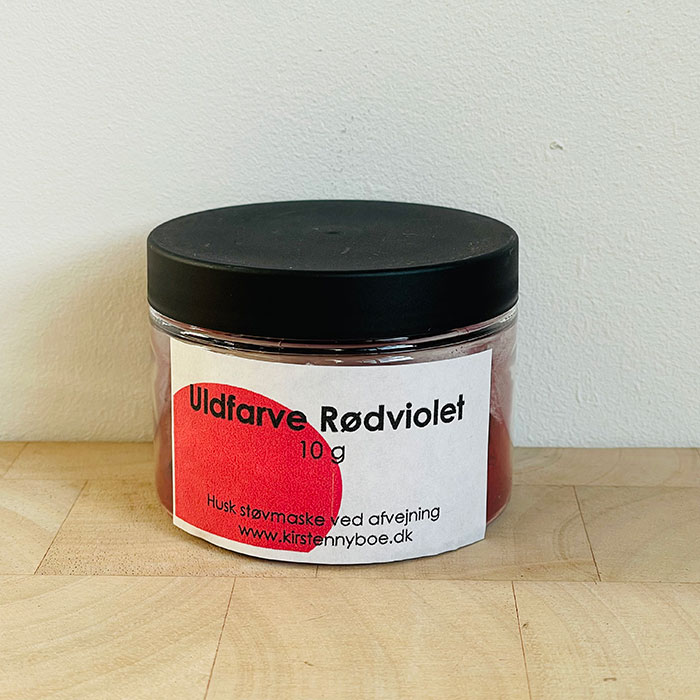 Uldfarve Rødviolet
10 g
Husk støvmaske ved afvejning
www.kirstennyboe.dk